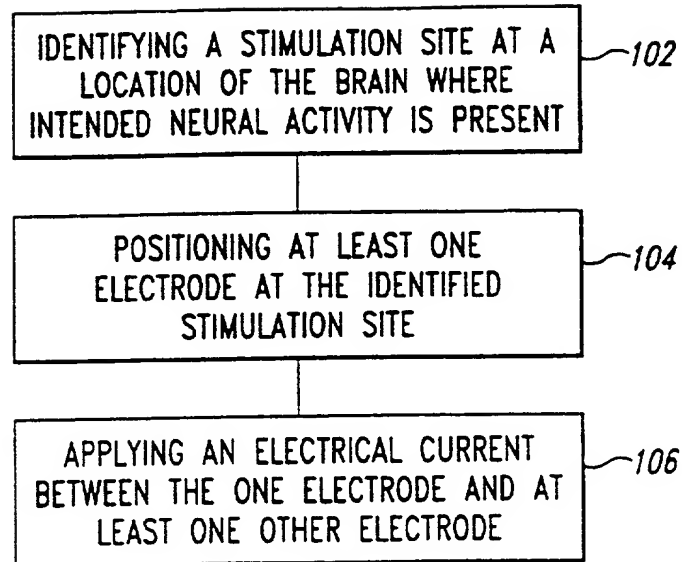 IDENTIFYING A STIMULATION SITE AT A
LOCATION OF THE BRAIN WHERE
INTENDED NEURAL ACTIVITY IS PRESENT
102
POSITIONING AT LEAST ONE
ELECTRODE AT THE IDENTIFIED
STIMULATION SITE
104
APPLYING AN ELECTRICAL CURRENT
BETWEEN THE ONE ELECTRODE AND AT
LEAST ONE OTHER ELECTRODE
106